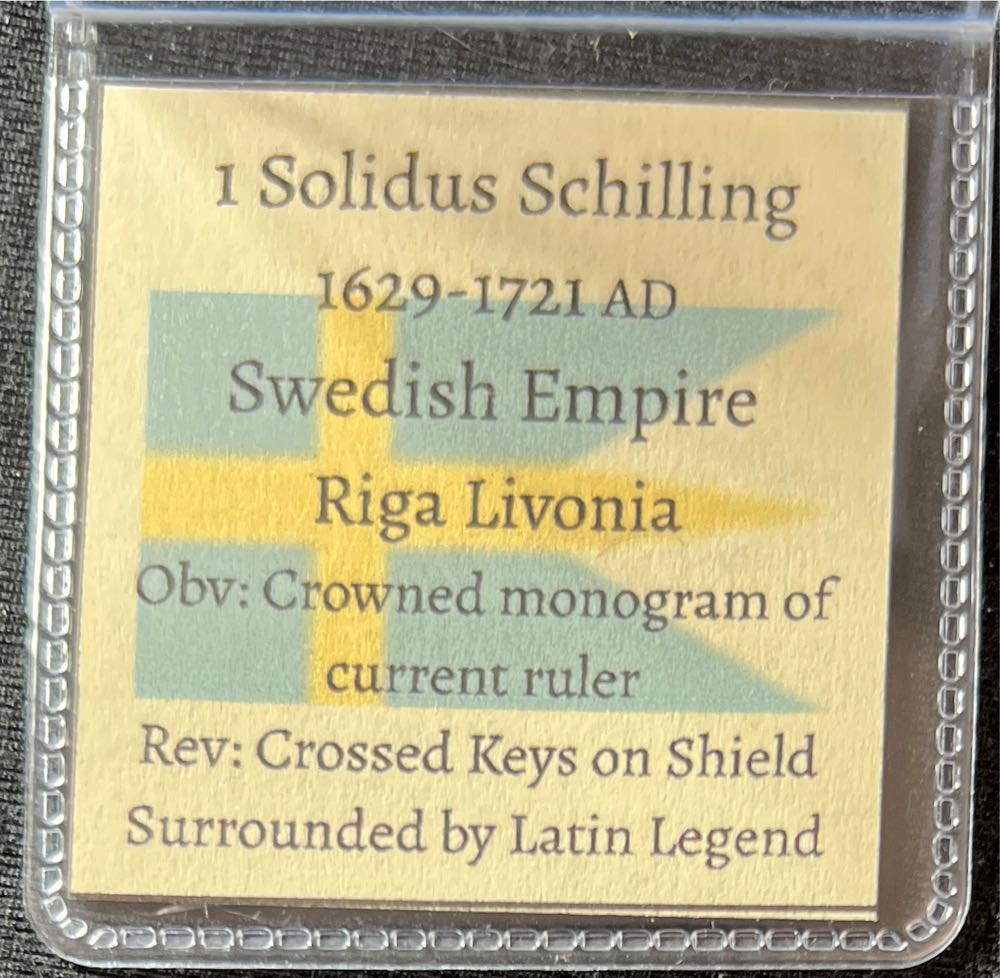 1 Solidus Schilling
1629-1721 AD
Swedish Empire
Riga Livonia
Obv: Crowned monogram of
current ruler
Rev: Crossed Keys on Shield
Surrounded by Latin Legend